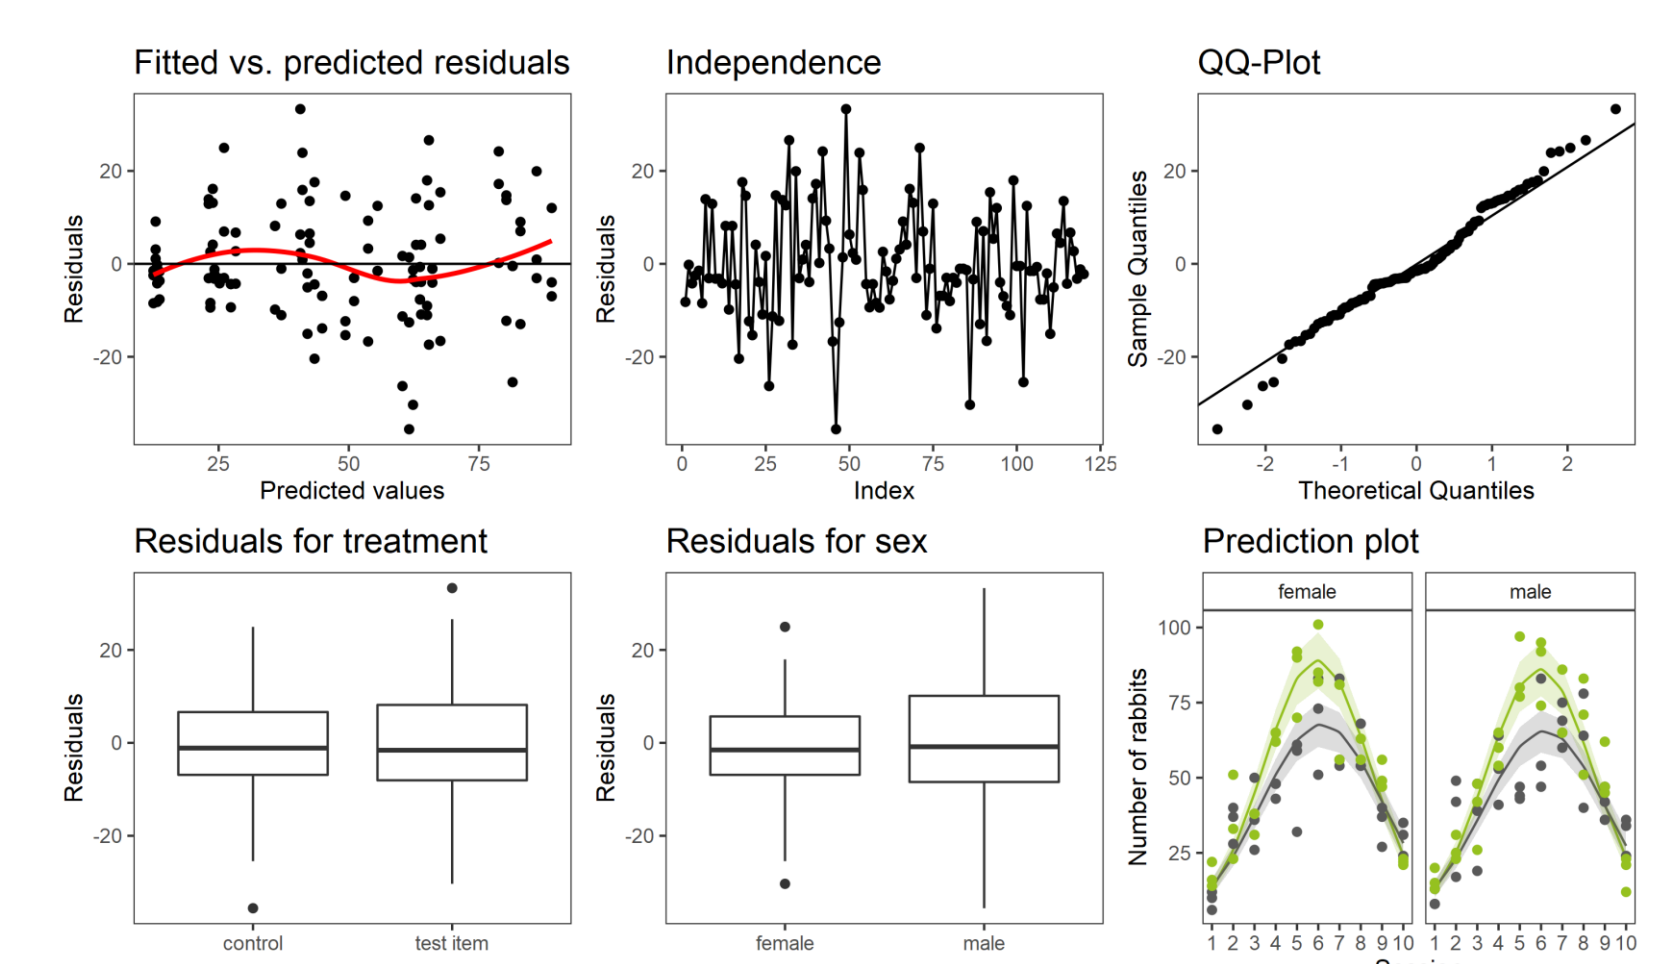 Fitted vs. predicted residuals
Residuals
20
0
-20
25 50 75
Predicted values
Independence
Residuals
20
0
-20
0 25 50 75 100 125
Index
QQ-Plot
Sample Quantiles
20
0
-20
-2 -1 0 1 2
Theoretical Quantiles
Residuals for treatment
Residuals
20
0
-20
control test item
Residuals for sex
Residuals
20
0
-20
female male
Prediction plot
female male
Number of rabbits
100
75
50
25
1 2 3 4 5 6 7 8 9 10 1 2 3 4 5 6 7 8 9 10